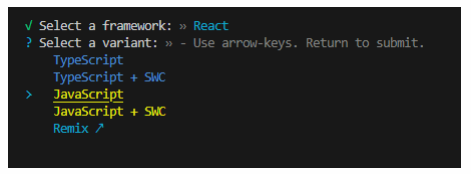 √ Select a framework: » React
? Select a variant: » - Use arrow-keys. Return to submit.
TypeScript
TypeScript + SWC
> JavaScript
JavaScript + SWC
Remix ↗